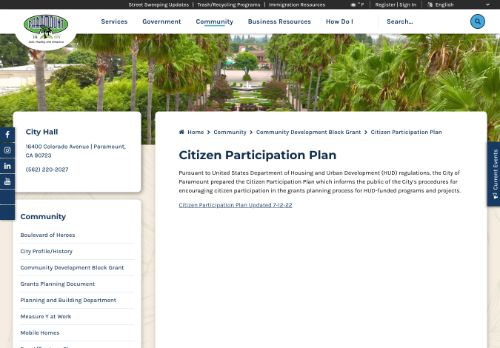 Street Sweeping Updates | Trash/Recycling Programs | Immigration Resources
° F | Register | Sign In | English
PARAMOUNT
Services Government Community Business Resources How Do I Search...
City Hall
16400 Colorado Avenue | Paramount,
CA 90723
(562) 220-2027
Community
Boulevard of Heroes
City Profile/History
Community Development Block Grant
Grants Planning Document
Planning and Building Department
Measure Y at Work
Mobile Homes
Home > Community > Community Development Block Grant > Citizen Participation Plan
Citizen Participation Plan
Pursuant to United States Department of Housing and Urban Development (HUD) regulations, the City of
Paramount prepared the Citizen Participation Plan which informs the public of the City's procedures for
encouraging citizen participation in the grants planning process for HUD-funded programs and projects.
Citizen Participation Plan Updated 7-12-22
Current Events